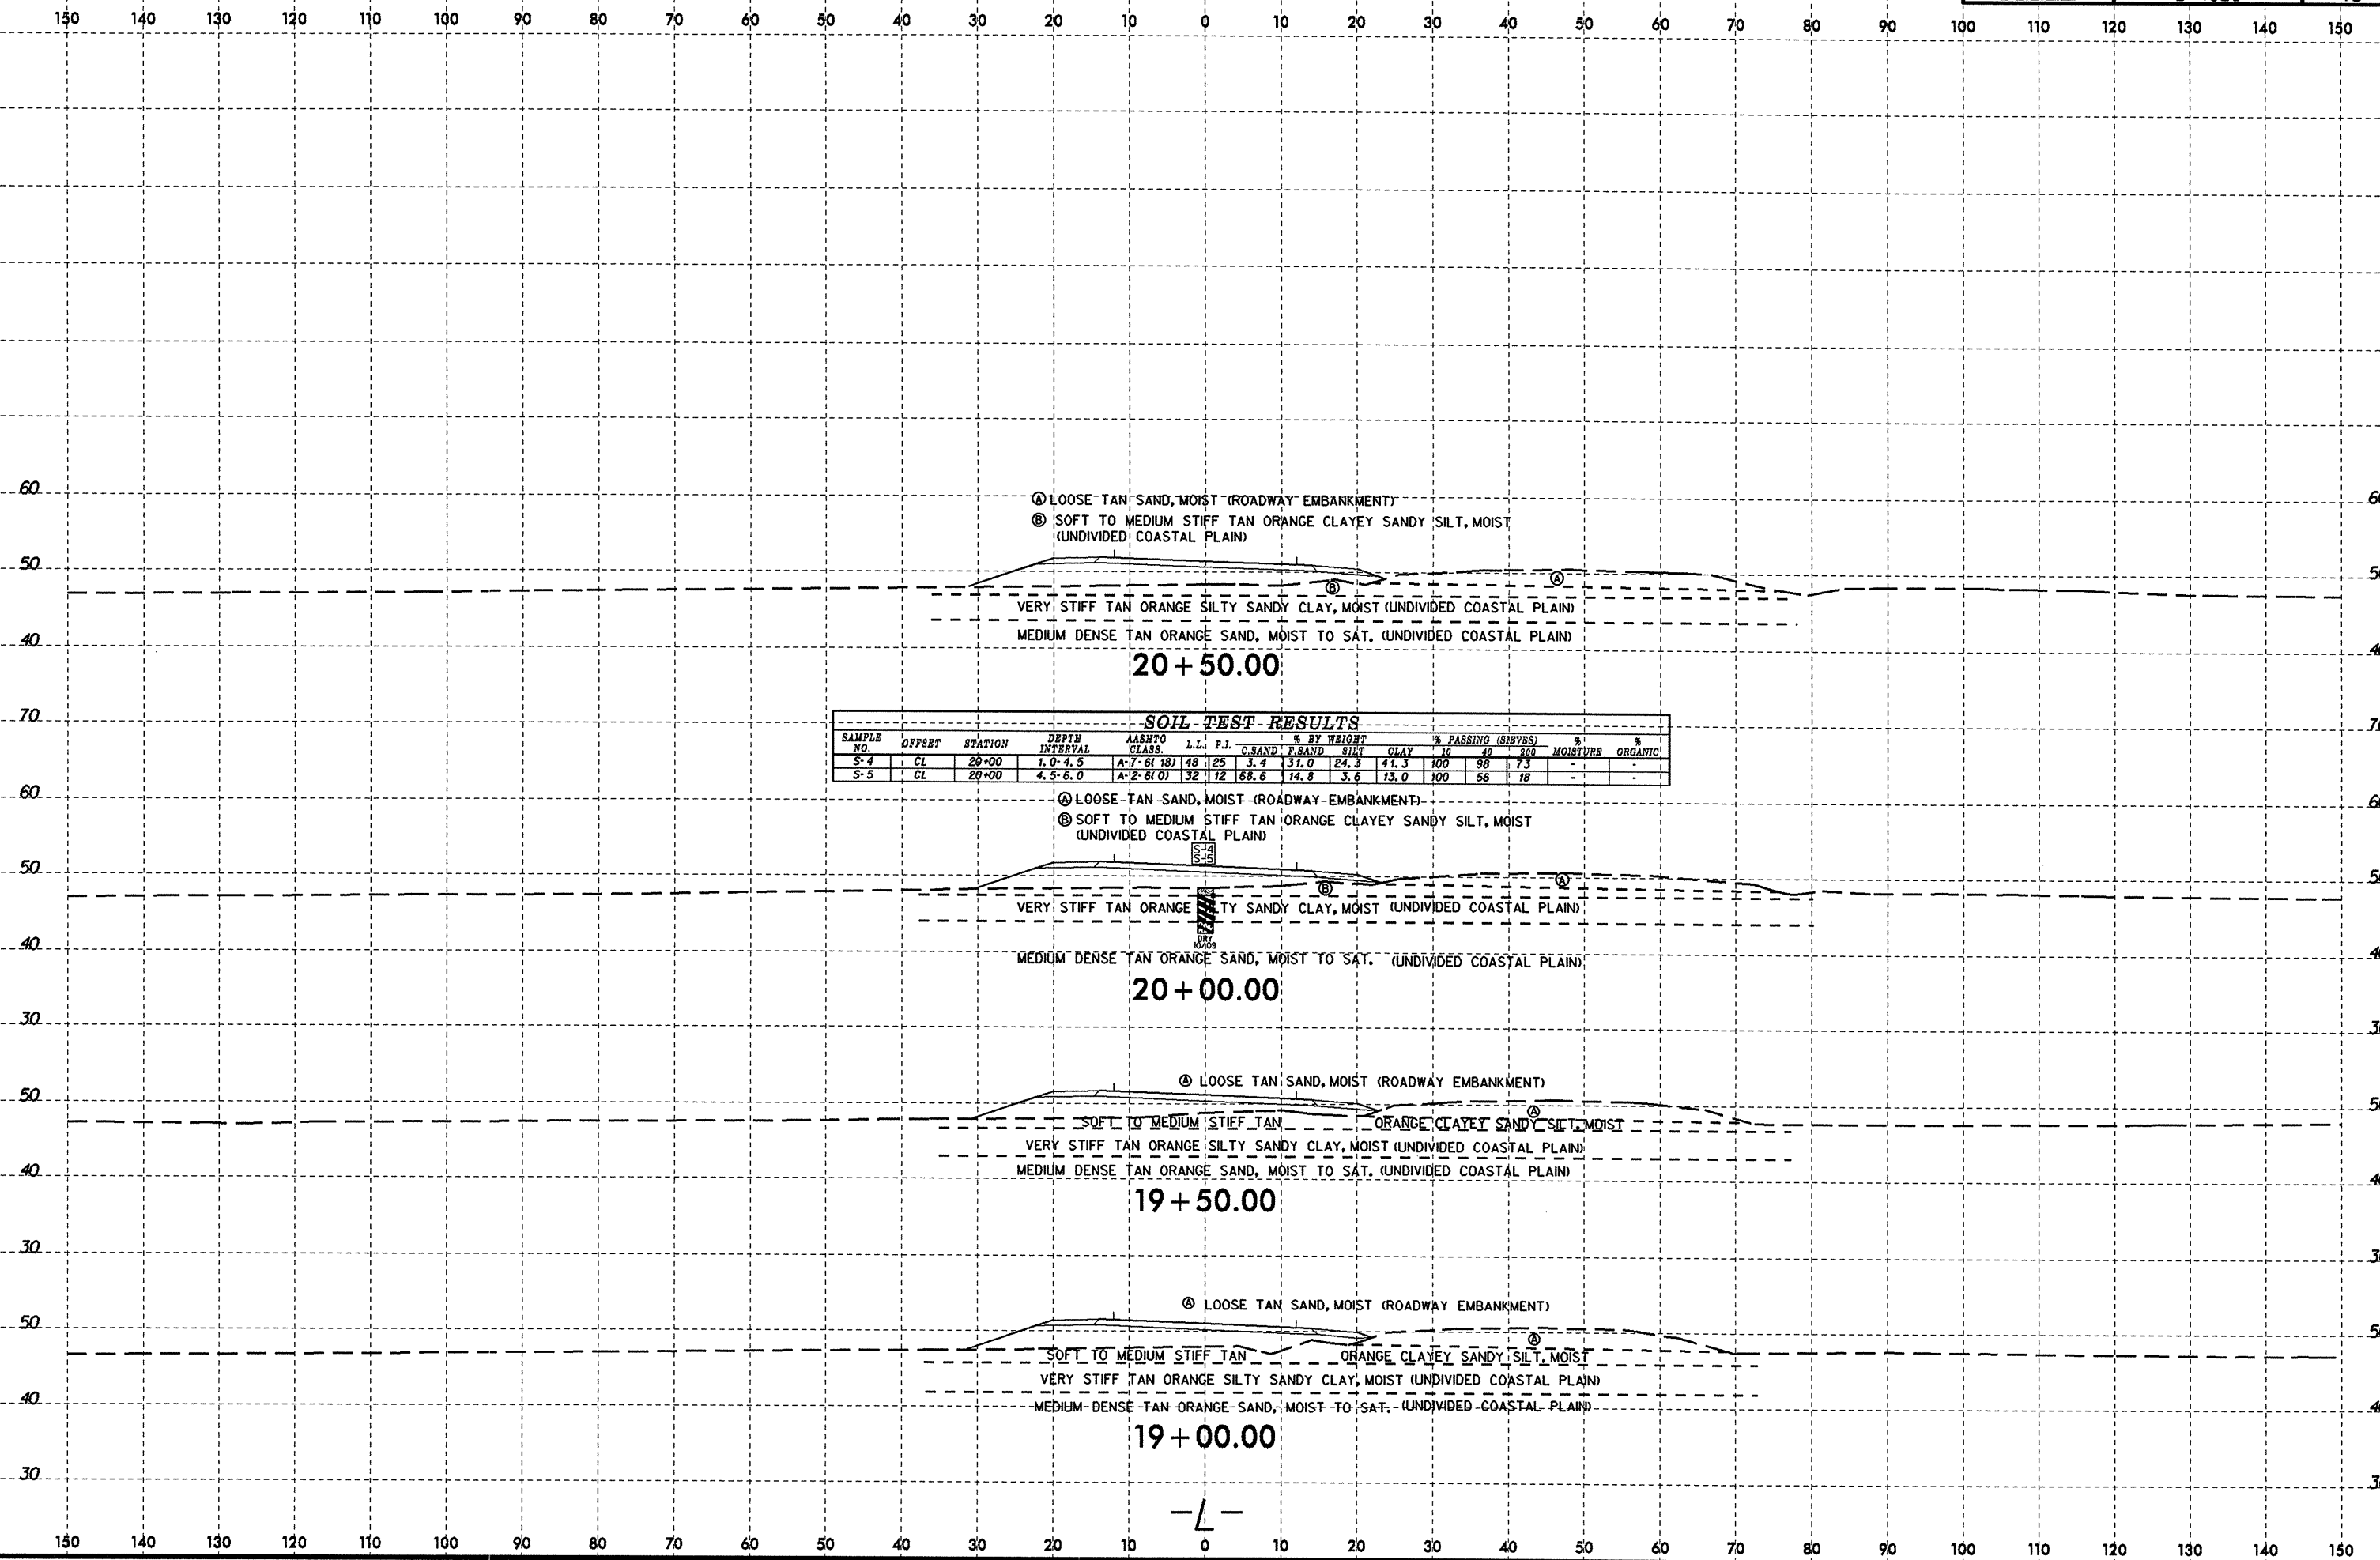 150 140 130 120 110 100 90 80 70 60 50 40 30 20 10 0 10 20 30 40 50 60 70 80 90 100 110 120 130 140 150
60
Ⓐ LOOSE TAN SAND, MOIST (ROADWAY EMBANKMENT)
Ⓑ SOFT TO MEDIUM STIFF TAN ORANGE CLAYEY SANDY SILT, MOIST
(UNDIVIDED COASTAL PLAIN)
50
Ⓐ
Ⓑ
VERY STIFF TAN ORANGE SILTY SANDY CLAY, MOIST (UNDIVIDED COASTAL PLAIN)
MEDIUM DENSE TAN ORANGE SAND, MOIST TO SAT. (UNDIVIDED COASTAL PLAIN)
40
20+50.00
70
SOIL TEST RESULTS
SAMPLE NO. OFFSET STATION DEPTH INTERVAL AASHTO CLASS. L.L. P.I. % BY WEIGHT C.SAND F.SAND SILT CLAY % PASSING (SIEVES) 10 40 200 % MOISTURE % ORGANIC
S-4 CL 20+00 1.0-4.5 A-7-6(18) 48 25 3.4 31.0 24.3 41.3 100 98 73 - -
S-5 CL 20+00 4.5-6.0 A-2-6(0) 32 12 68.6 14.8 3.6 13.0 100 56 18 - -
60
Ⓐ LOOSE TAN SAND, MOIST (ROADWAY EMBANKMENT)
Ⓑ SOFT TO MEDIUM STIFF TAN ORANGE CLAYEY SANDY SILT, MOIST
(UNDIVIDED COASTAL PLAIN)
S-4
S-5
50
Ⓐ
Ⓑ
VERY STIFF TAN ORANGE SILTY SANDY CLAY, MOIST (UNDIVIDED COASTAL PLAIN)
DRY
10/09
40
MEDIUM DENSE TAN ORANGE SAND, MOIST TO SAT. (UNDIVIDED COASTAL PLAIN)
20+00.00
30
Ⓐ LOOSE TAN SAND, MOIST (ROADWAY EMBANKMENT)
50
Ⓐ
SOFT TO MEDIUM STIFF TAN ORANGE CLAYEY SANDY SILT, MOIST
VERY STIFF TAN ORANGE SILTY SANDY CLAY, MOIST (UNDIVIDED COASTAL PLAIN)
MEDIUM DENSE TAN ORANGE SAND, MOIST TO SAT. (UNDIVIDED COASTAL PLAIN)
40
19+50.00
30
Ⓐ LOOSE TAN SAND, MOIST (ROADWAY EMBANKMENT)
50
Ⓐ
SOFT TO MEDIUM STIFF TAN ORANGE CLAYEY SANDY SILT, MOIST
VERY STIFF TAN ORANGE SILTY SANDY CLAY, MOIST (UNDIVIDED COASTAL PLAIN)
40
MEDIUM DENSE TAN ORANGE SAND, MOIST TO SAT. (UNDIVIDED COASTAL PLAIN)
19+00.00
30
-L-
150 140 130 120 110 100 90 80 70 60 50 40 30 20 10 0 10 20 30 40 50 60 70 80 90 100 110 120 130 140 150